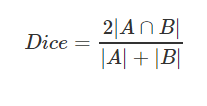 Dice = 2|A ∩ B| / |A| + |B|